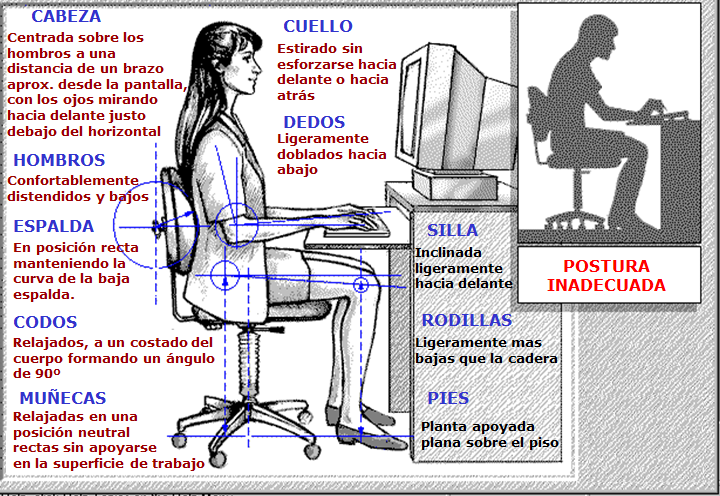 CABEZA
Centrada sobre los
hombros a una
distancia de un brazo
aprox. desde la pantalla,
con los ojos mirando
hacia delante justo
debajo del horizontal
HOMBROS
Confortablemente
distendidos y bajos
ESPALDA
En posición recta
manteniendo la
curva de la baja
espalda.
CODOS
Relajados, a un costado del
cuerpo formando un ángulo
de 90º
MUÑECAS
Relajadas en una
posición neutral
rectas sin apoyarse
en la superficie de trabajo
CUELLO
Estirado sin
esforzarse hacia
delante o hacia
atrás
DEDOS
Ligeramente
doblados hacia
abajo
SILLA
Inclinada
ligeramente
hacia delante
RODILLAS
Ligeramente mas
bajas que la cadera
PIES
Planta apoyada
plana sobre el piso
POSTURA
INADECUADA